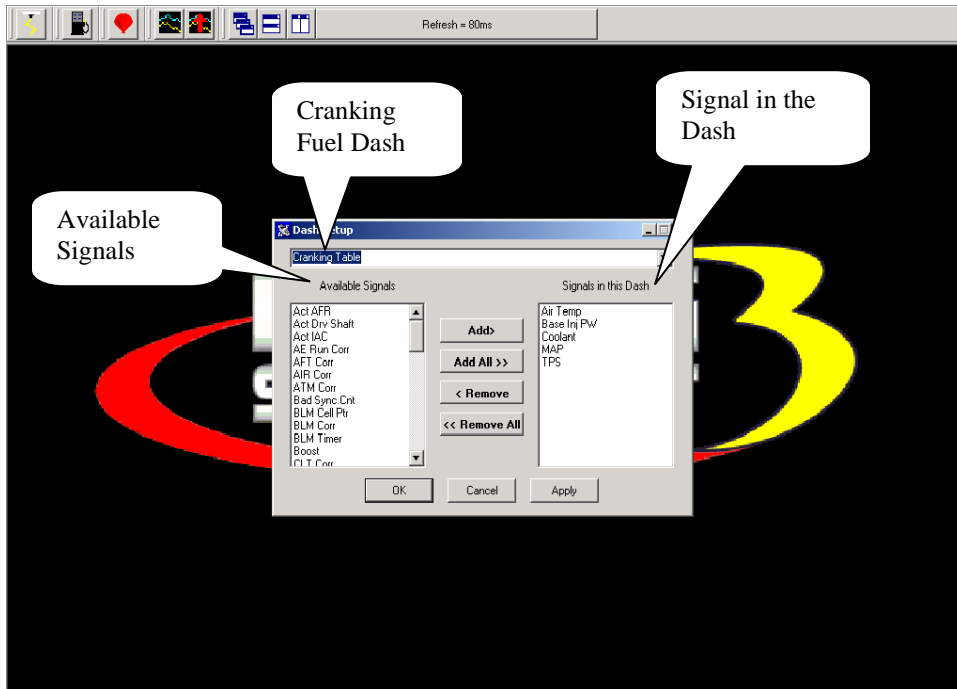 Refresh = 80ms
Cranking
Fuel Dash
Signal in the
Dash
Available
Signals
Dash Setup
Cranking Table
Available Signals
Signals in this Dash
Act AFR
Act Drv Shaft
Act IAC
AE Run Corr
AFT Corr
AIR Corr
ATM Corr
Bad Sync Cnt
BLM Cell Ptr
BLM Corr
BLM Timer
Boost
CLT Corr
Add>
Add All >>
< Remove
<< Remove All
Air Temp
Base Inj PW
Coolant
MAP
TPS
OK
Cancel
Apply
3